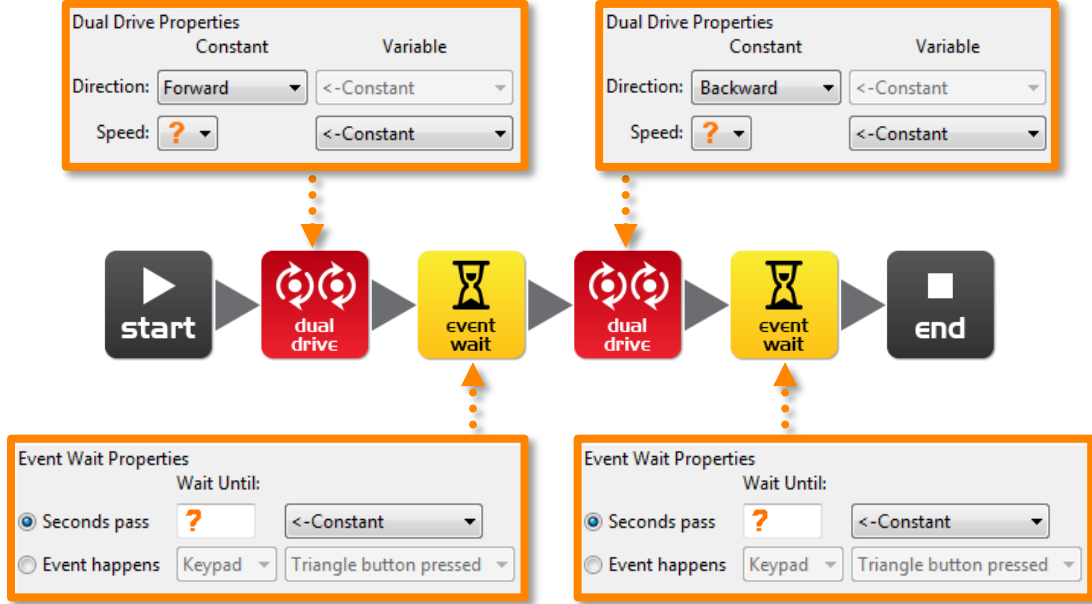 Dual Drive Properties
Constant Variable
Direction: Forward <-Constant
Speed: ? <-Constant
Dual Drive Properties
Constant Variable
Direction: Backward <-Constant
Speed: ? <-Constant
start
dual
drive
event
wait
dual
drive
event
wait
end
Event Wait Properties
Wait Until:
Seconds pass ? <-Constant
Event happens Keypad Triangle button pressed
Event Wait Properties
Wait Until:
Seconds pass ? <-Constant
Event happens Keypad Triangle button pressed